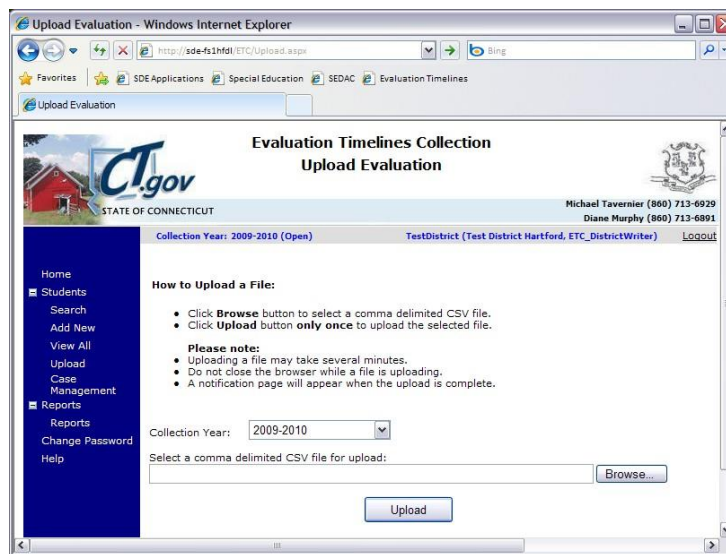 Upload Evaluation - Windows Internet Explorer
http://sde-fs1hfdl/ETC/Upload.aspx
Bing
Favorites SDE Applications Special Education SEDAC Evaluation Timelines
Upload Evaluation
CT.gov
STATE OF CONNECTICUT
Evaluation Timelines Collection
Upload Evaluation
Michael Tavernier (860) 713-6929
Diane Murphy (860) 713-6891
Collection Year: 2009-2010 (Open) TestDistrict (Test District Hartford, ETC_DistrictWriter) Logout
Home
Students
Search
Add New
View All
Upload
Case
Management
Reports
Reports
Change Password
Help
How to Upload a File:
• Click Browse button to select a comma delimited CSV file.
• Click Upload button only once to upload the selected file.
Please note:
• Uploading a file may take several minutes.
• Do not close the browser while a file is uploading.
• A notification page will appear when the upload is complete.
Collection Year: 2009-2010
Select a comma delimited CSV file for upload:
Browse...
Upload